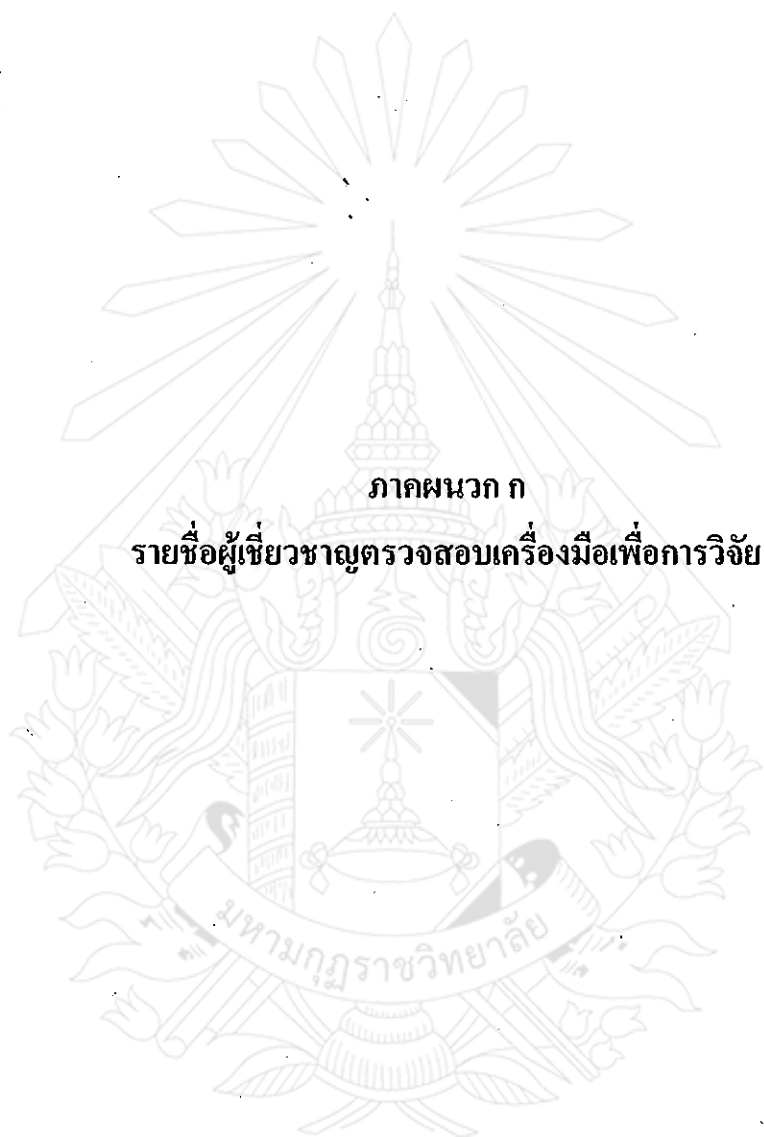 ภาคผนวก ก
รายชื่อผู้เชี่ยวชาญตรวจสอบเครื่องมือเพื่อการวิจัย
มหามกุฏราชวิทยาลัย